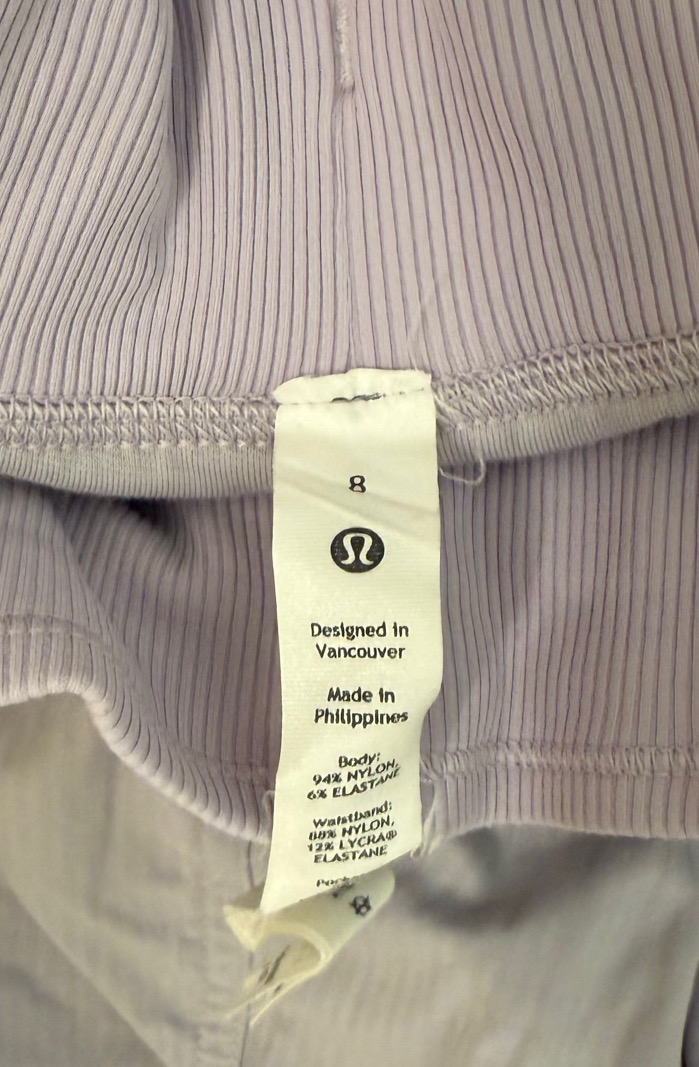 8
Designed in
Vancouver
Made in
Philippines
Body:
94% NYLON,
6% ELASTANE
Waistband:
88% NYLON,
12% LYCRA®
ELASTANE